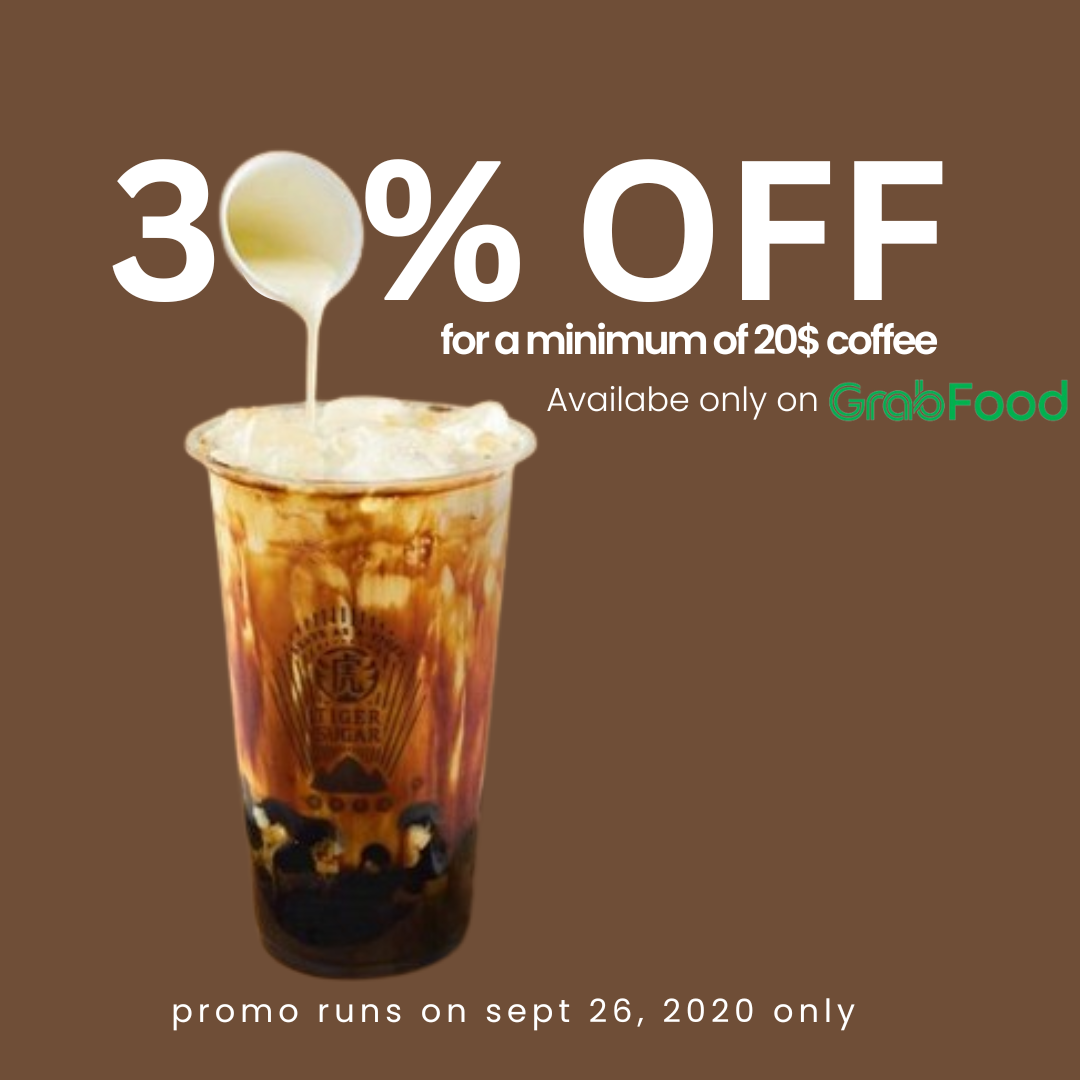 30% OFF
for a minimum of 20$ coffee
Availabe only on GrabFood
虎
TIGER
SUGAR
promo runs on sept 26, 2020 only